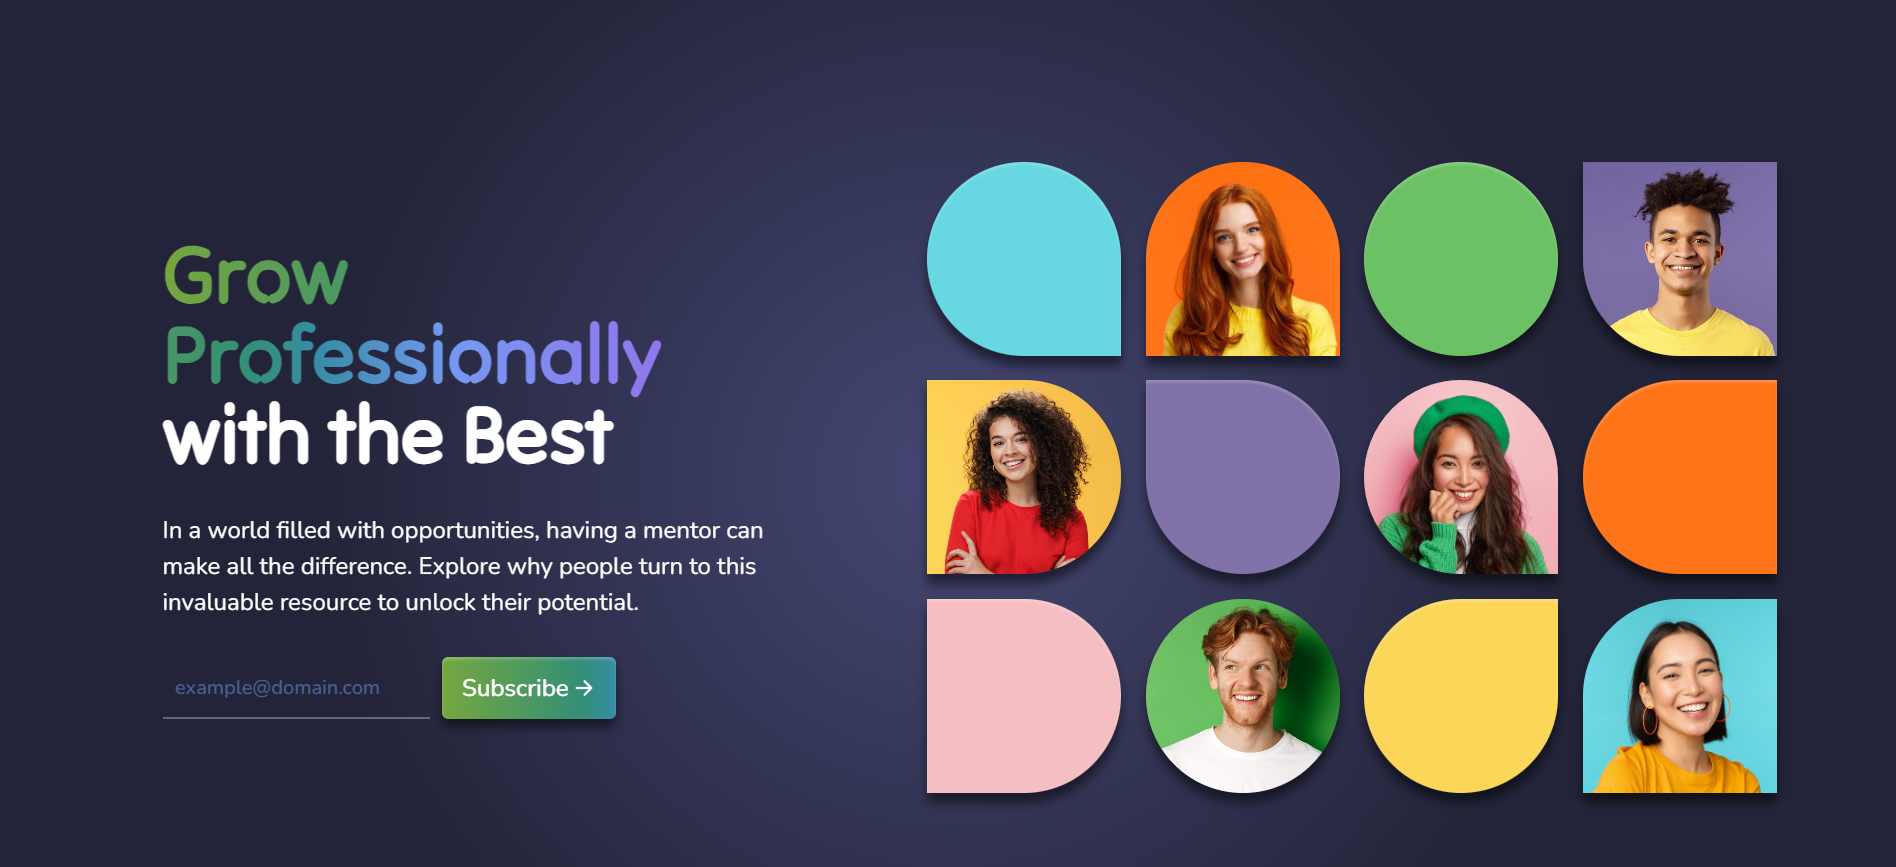 Grow
Professionally
with the Best
In a world filled with opportunities, having a mentor can
make all the difference. Explore why people turn to this
invaluable resource to unlock their potential.
example@domain.com
Subscribe →